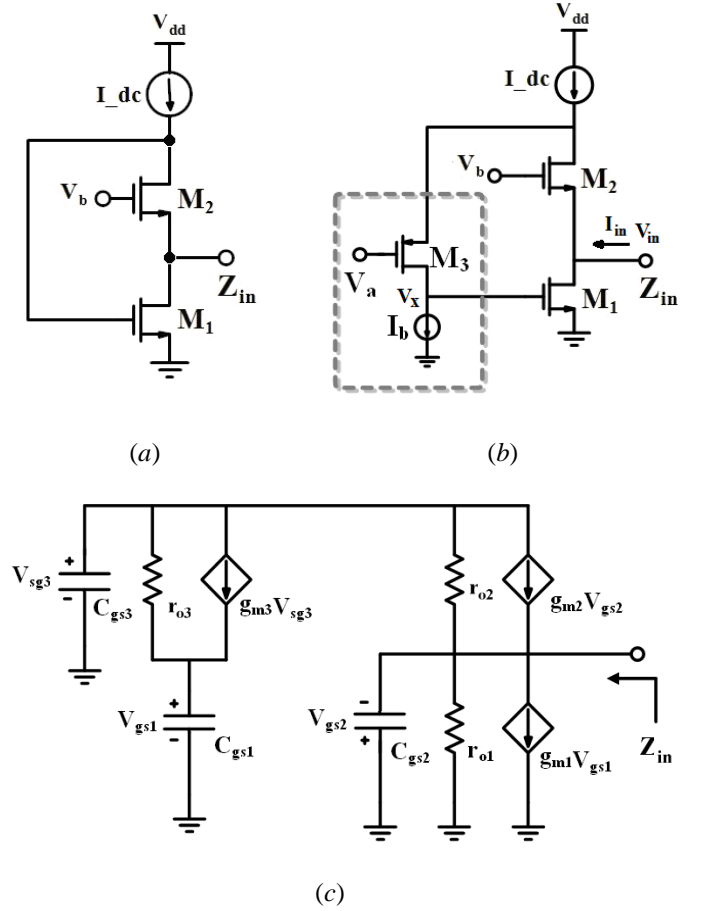 V_dd
I_dc
V_b
M_2
Z_in
M_1
(a)
V_dd
I_dc
V_b
M_2
I_in V_in
V_a
M_3
V_x
I_b
M_1
Z_in
(b)
V_sg3
+
-
C_gs3
r_o3
g_m3V_sg3
V_gs1
+
-
C_gs1
r_o2
g_m2V_gs2
V_gs2
-
+
C_gs2
r_o1
g_m1V_gs1
Z_in
(c)